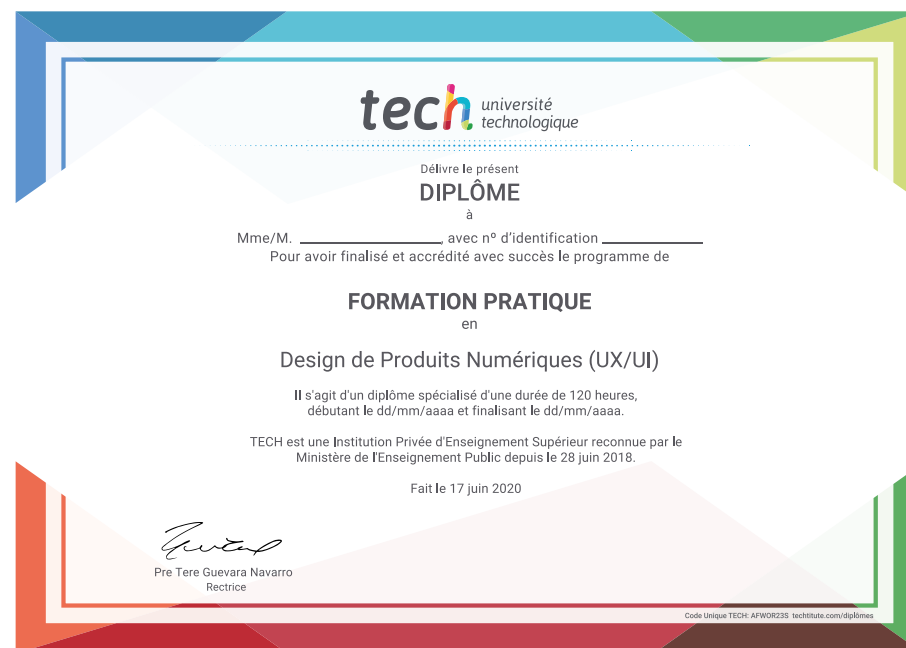 tech université
technologique
Délivre le présent
DIPLÔME
à
Mme/M. ____________________, avec nº d'identification ______________
Pour avoir finalisé et accrédité avec succès le programme de
FORMATION PRATIQUE
en
Design de Produits Numériques (UX/UI)
Il s'agit d'un diplôme spécialisé d'une durée de 120 heures,
débutant le dd/mm/aaaa et finalisant le dd/mm/aaaa.
TECH est une Institution Privée d'Enseignement Supérieur reconnue par le
Ministère de l'Enseignement Public depuis le 28 juin 2018.
Fait le 17 juin 2020
Pre Tere Guevara Navarro
Rectrice
Code Unique TECH: AFWOR23S techtitute.com/diplômes